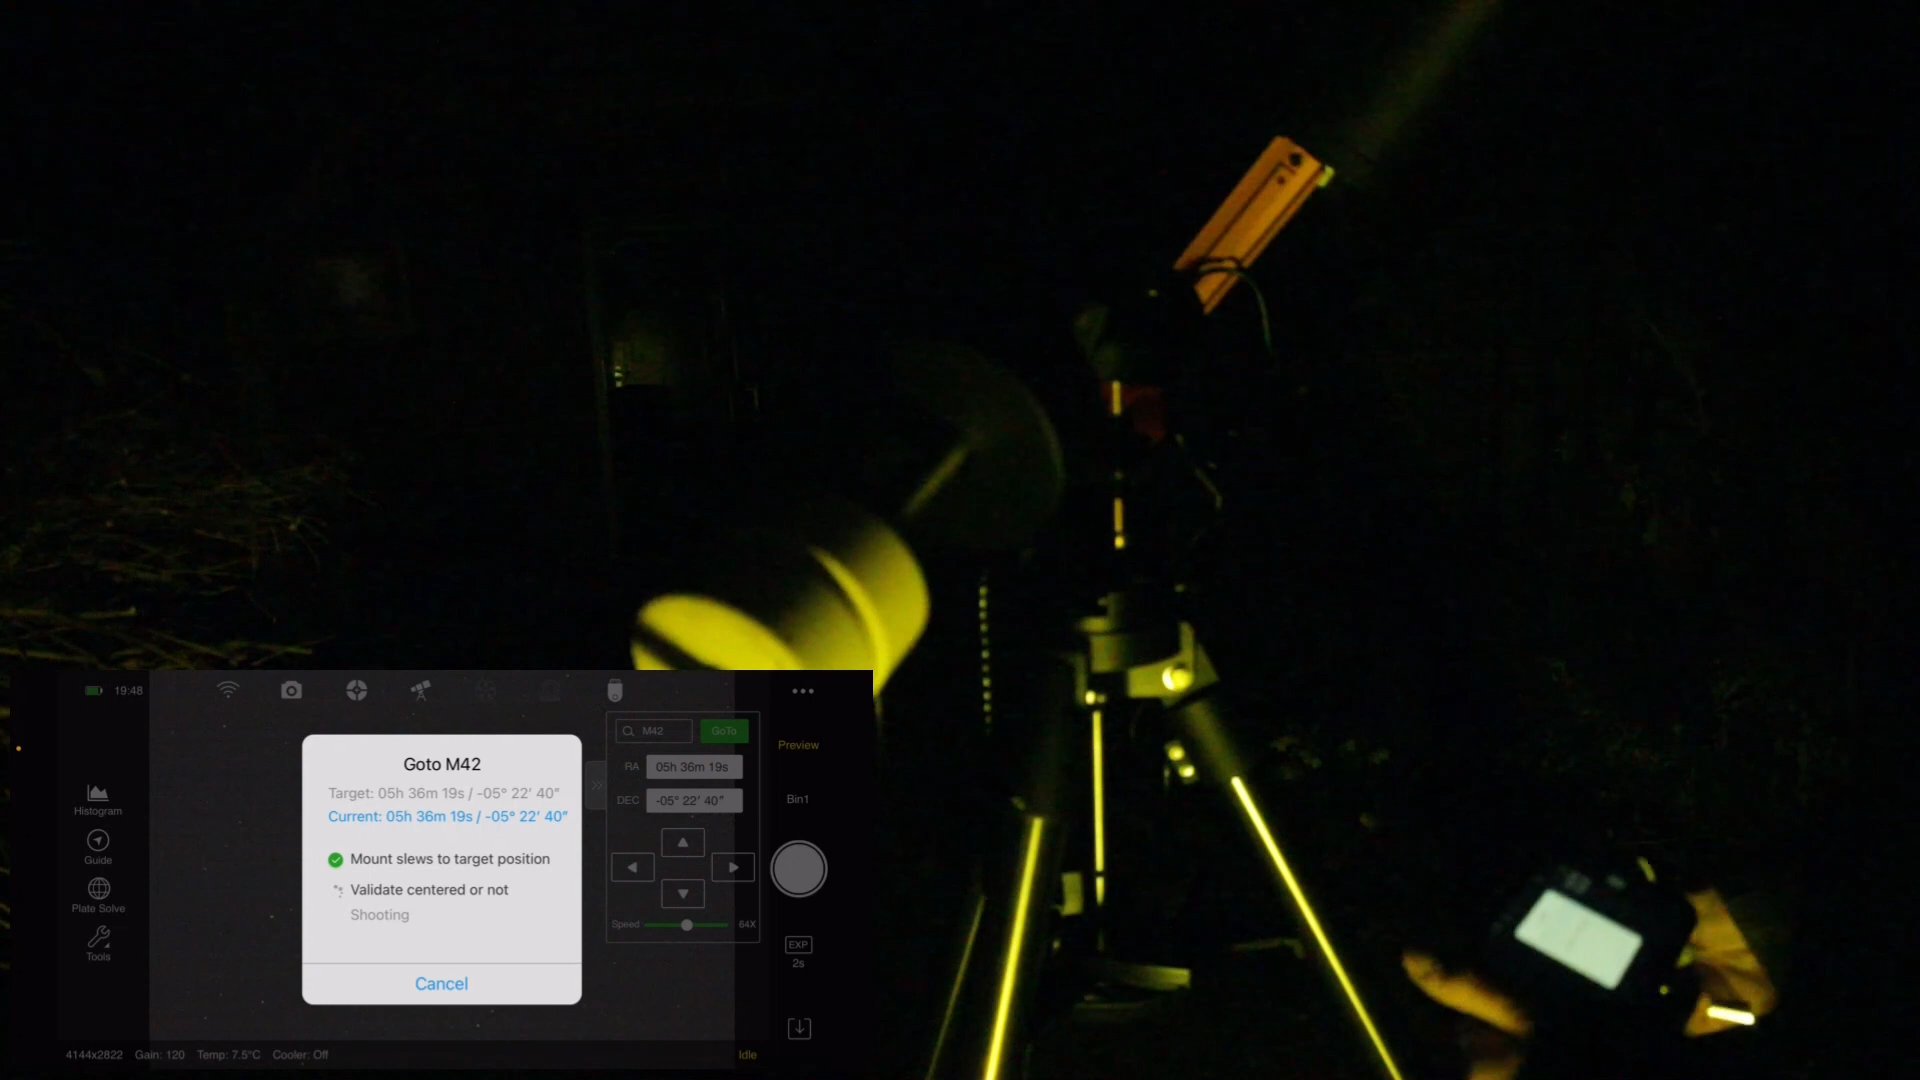 19:48
M42 GoTo
RA 05h 36m 19s
DEC -05° 22′ 40″
Speed 64X
Histogram
Guide
Plate Solve
Tools
Goto M42
Target: 05h 36m 19s / -05° 22′ 40″
Current: 05h 36m 19s / -05° 22′ 40″
Mount slews to target position
Validate centered or not
Shooting
Cancel
Preview
Bin1
EXP
2s
4144x2822 Gain: 120 Temp: 7.5°C Cooler: Off Idle